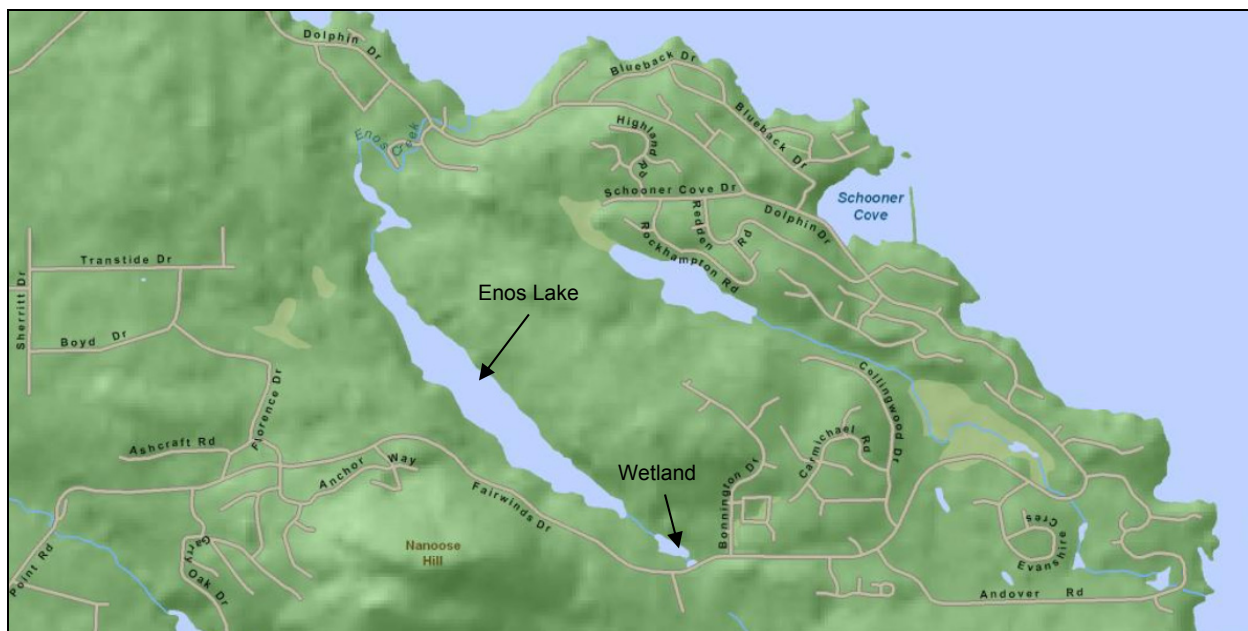 Dolphin Dr
Blueback Dr
Blueback Dr
Enos Creek
Highland Rd
Schooner Cove Dr
Schooner
Cove
Dolphin Dr
Redden Rd
Rockhampton Rd
Transtide Dr
Sherritt Dr
Boyd Dr
Enos Lake
Florence Dr
Collingwood Dr
Carmichael Rd
Ashcraft Rd
Anchor Way
Wetland
Bonnington Dr
Fairwinds Dr
Nanoose
Hill
Garry Oak Dr
Point Rd
Evanshire Cres
Andover Rd